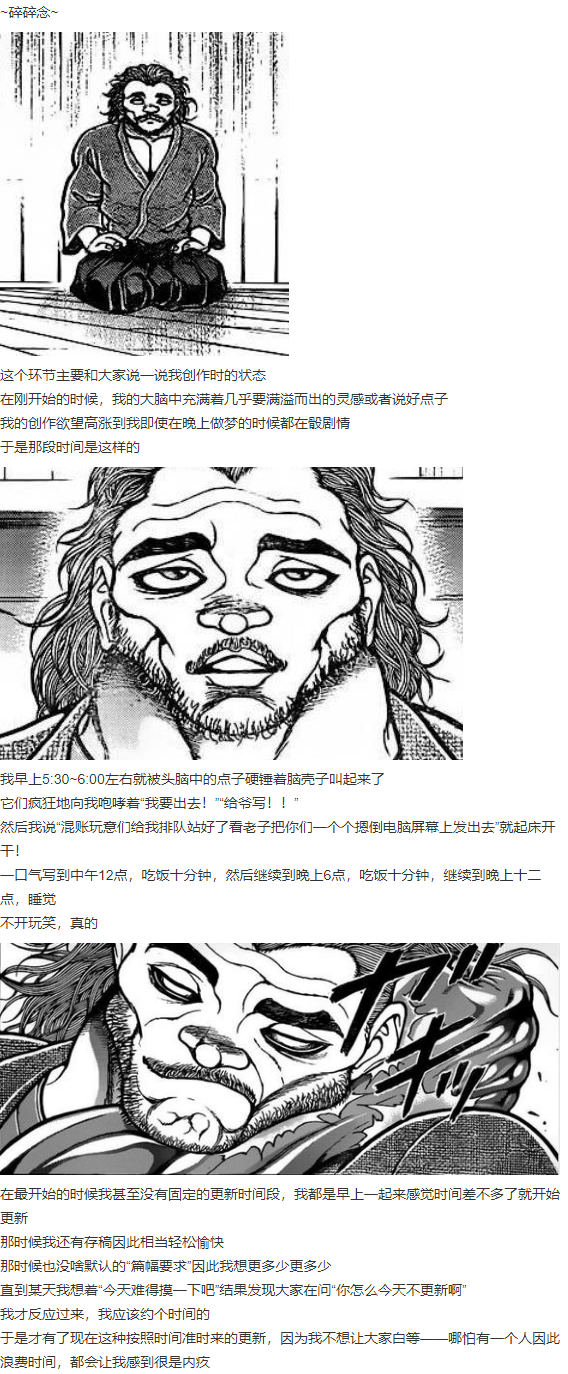 ~碎碎念~
这个环节主要和大家说一说我创作时的状态
在刚开始的时候，我的大脑中充满着几乎要满溢而出的灵感或者说好点子
我的创作欲望高涨到我即使在晚上做梦的时候都在骰剧情
于是那段时间是这样的
我早上5:30~6:00左右就被头脑中的点子硬锤着脑壳子叫起来了
它们疯狂地向我咆哮着“我要出去！”“给爷写！！”
然后我说“混账玩意们给我排队站好了看老子把你们一个个摁倒电脑屏幕上发出去”就起床开
干！
一口气写到中午12点，吃饭十分钟，然后继续到晚上6点，吃饭十分钟，继续到晚上十二
点，睡觉
不开玩笑，真的
ガギッ
在最开始的时候我甚至没有固定的更新时间段，我都是早上一起来感觉时间差不多了就开始
更新
那时候我还有存稿因此相当轻松愉快
那时候也没啥默认的“篇幅要求”因此我想更多少更多少
直到某天我想着“今天难得摸一下吧”结果发现大家在问“你怎么今天不更新啊”
我才反应过来，我应该约个时间的
于是才有了现在这种按照时间准时来的更新，因为我不想让大家白等——哪怕有一个人因此
浪费时间，都会让我感到很是内疚